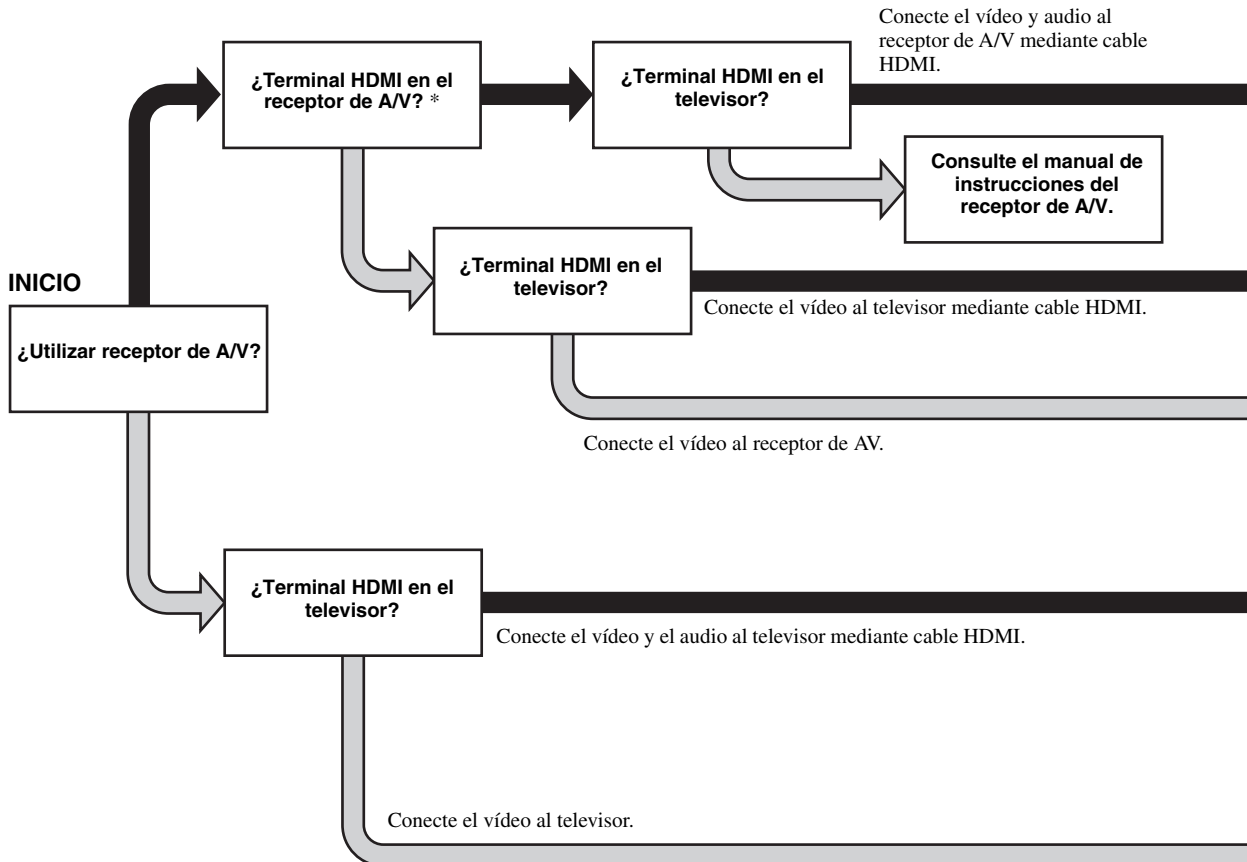 Conecte el vídeo y audio al
receptor de A/V mediante cable
HDMI.
¿Terminal HDMI en el
receptor de A/V? *
¿Terminal HDMI en el
televisor?
Consulte el manual de
instrucciones del
receptor de A/V.
¿Terminal HDMI en el
televisor?
INICIO
Conecte el vídeo al televisor mediante cable HDMI.
¿Utilizar receptor de A/V?
Conecte el vídeo al receptor de AV.
¿Terminal HDMI en el
televisor?
Conecte el vídeo y el audio al televisor mediante cable HDMI.
Conecte el vídeo al televisor.